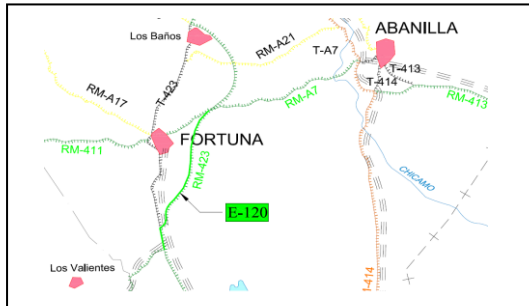 ABANILLA
Los Baños
RM-A21
T-A7
T-413
T-414
RM-A17
T-423
RM-A7
RM-413
FORTUNA
RM-411
RM-423
CHICAMO
E-120
Los Valientes